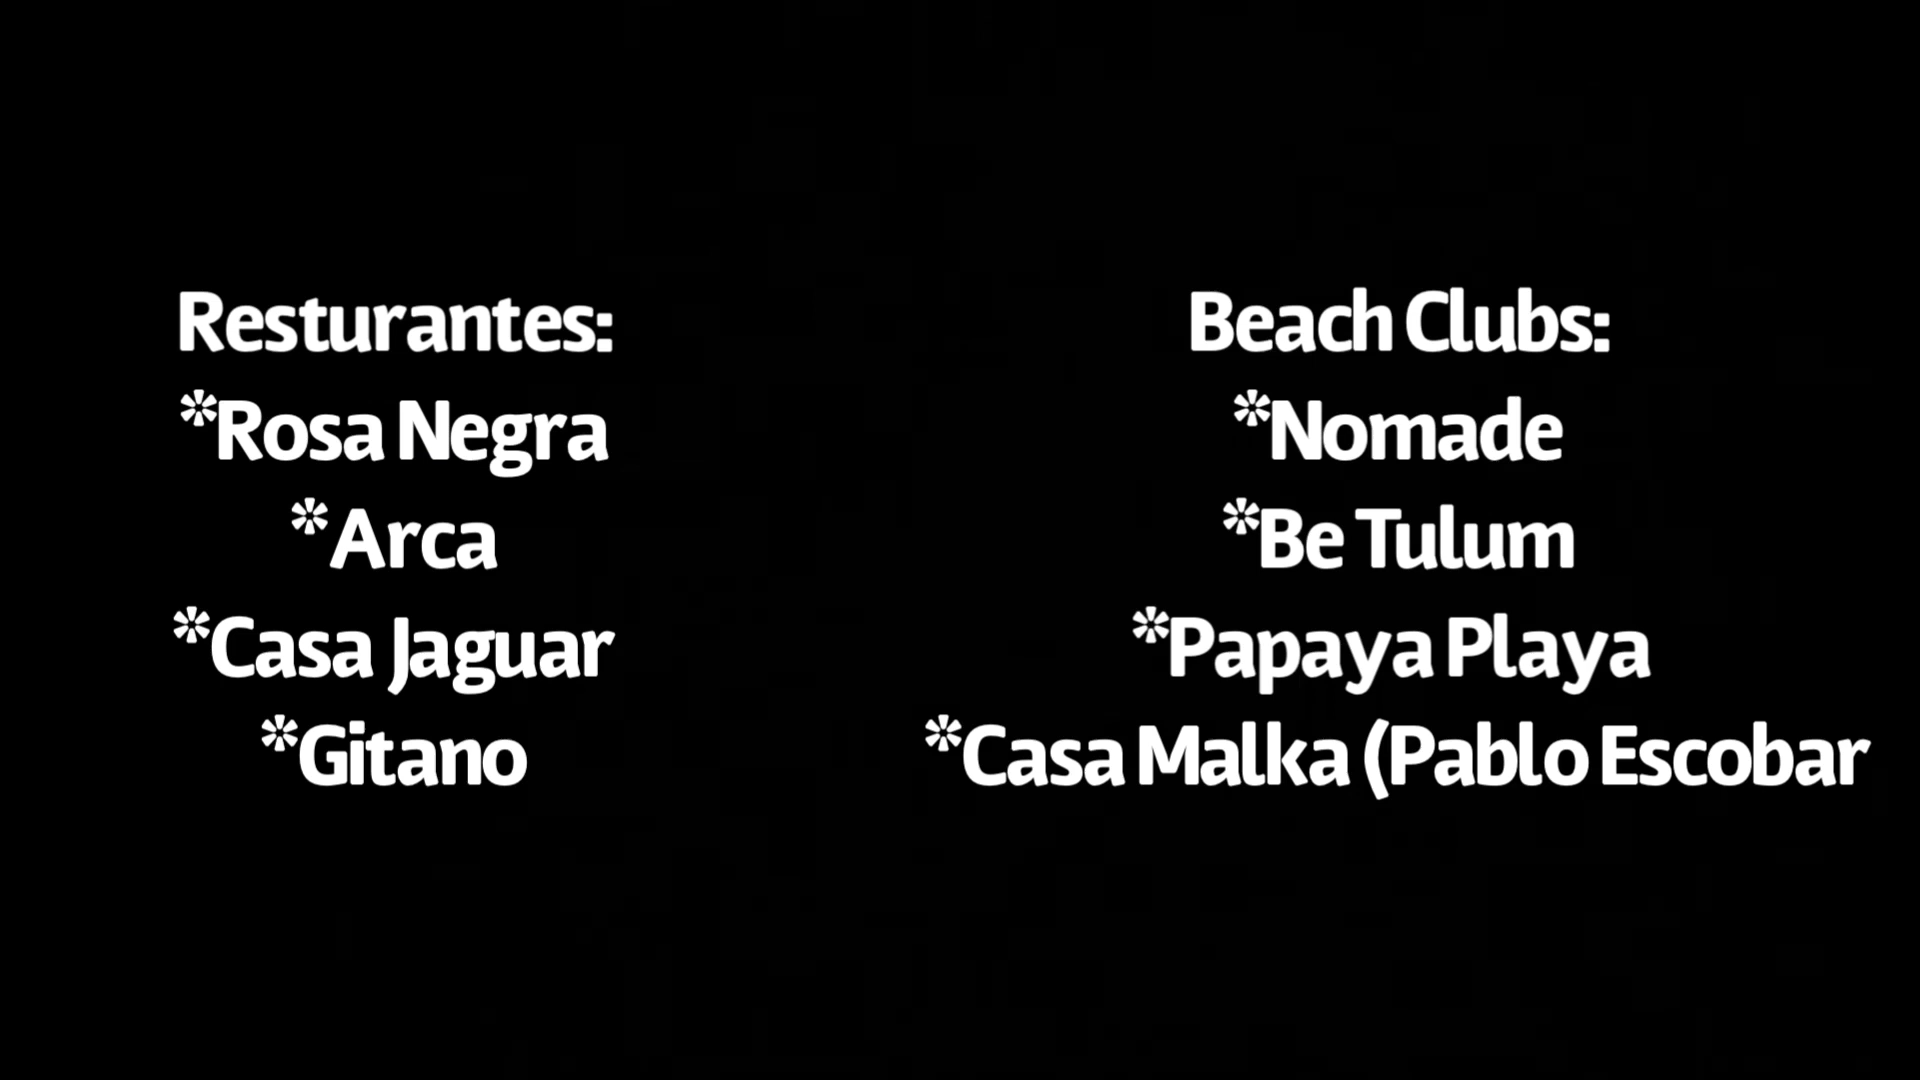 Resturantes:
*Rosa Negra
*Arca
*Casa Jaguar
*Gitano
Beach Clubs:
*Nomade
*Be Tulum
*Papaya Playa
*Casa Malka (Pablo Escobar